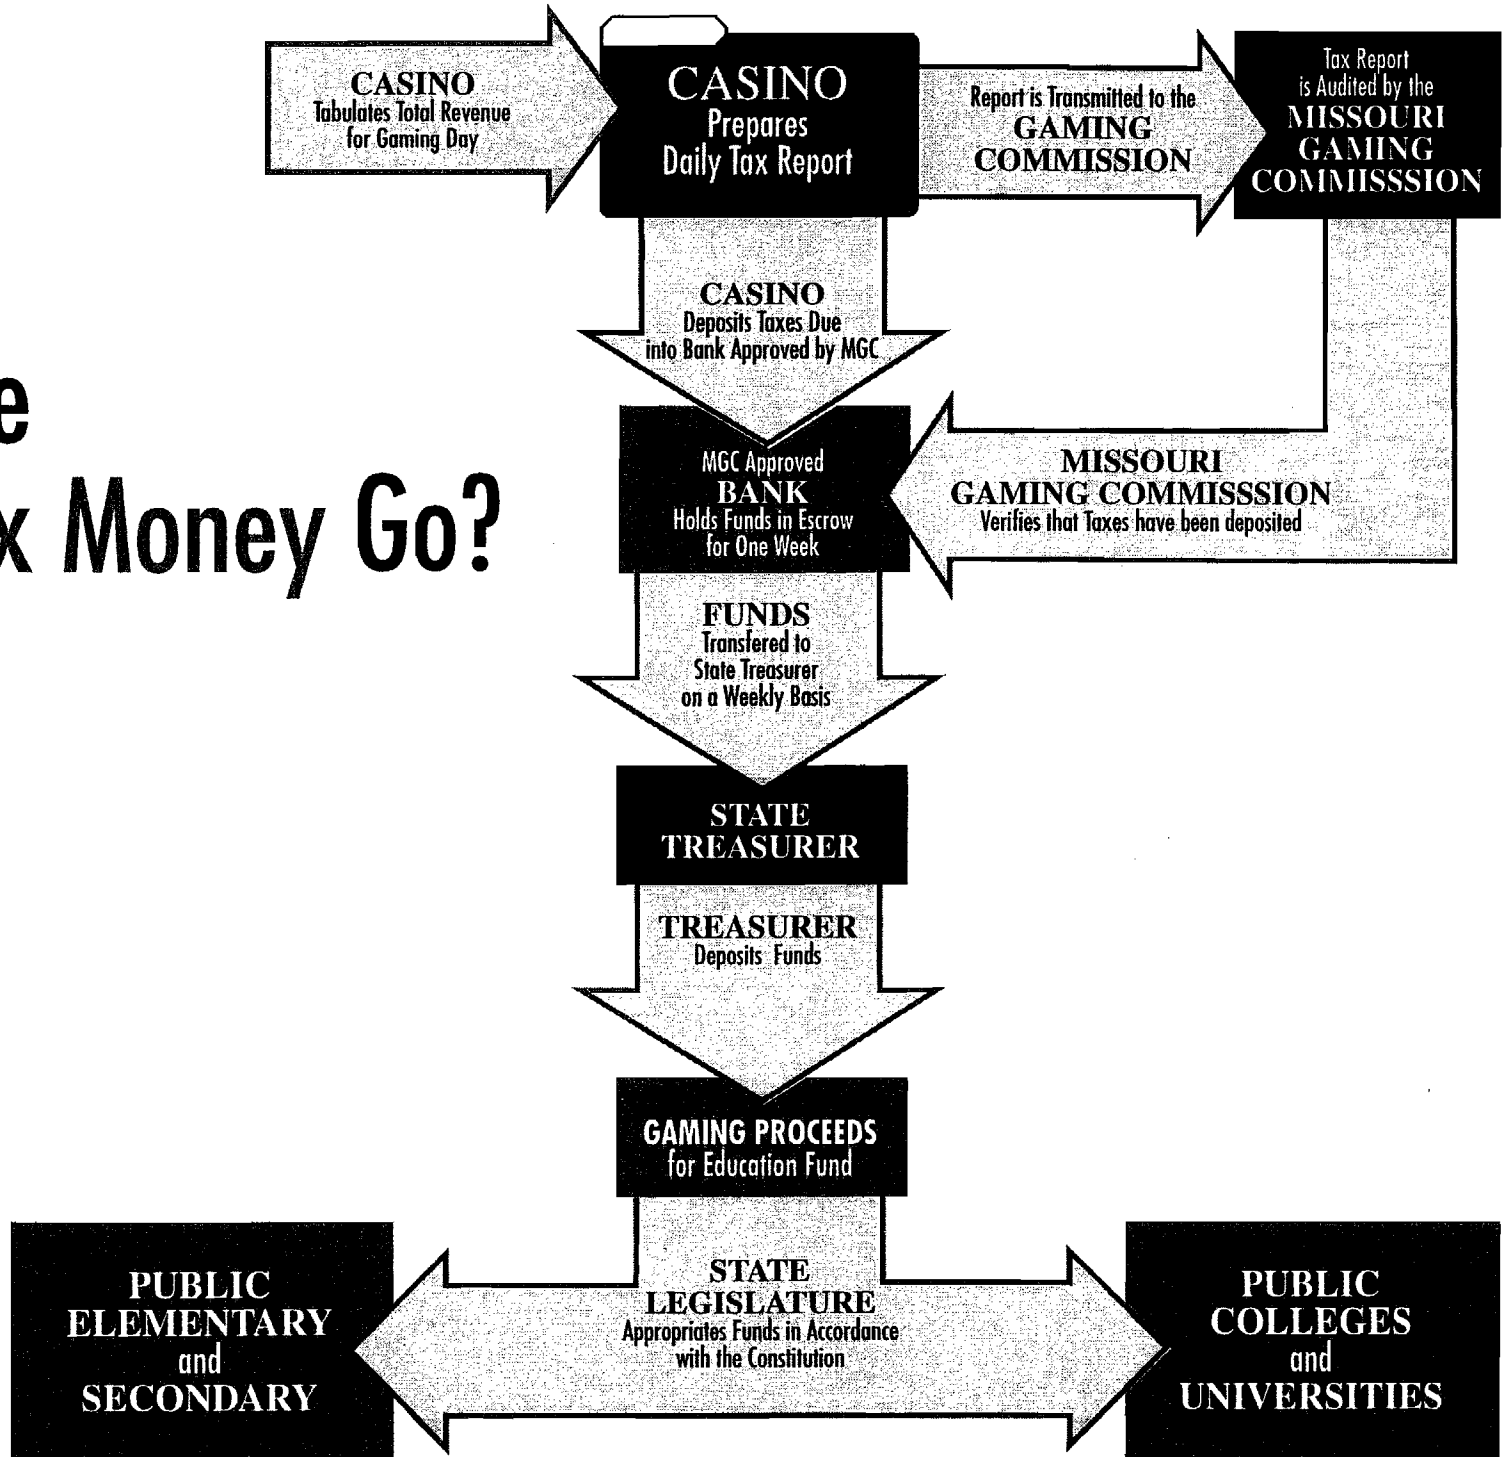 CASINO
Tabulates Total Revenue
for Gaming Day
CASINO
Prepares
Daily Tax Report
Report is Transmitted to the
GAMING
COMMISSION
Tax Report
is Audited by the
MISSOURI
GAMING
COMMISSSION
CASINO
Deposits Taxes Due
into Bank Approved by MGC
e
x Money Go?
MGC Approved
BANK
Holds Funds in Escrow
for One Week
MISSOURI
GAMING COMMISSSION
Verifies that Taxes have been deposited
FUNDS
Transfered to
State Treasurer
on a Weekly Basis
STATE
TREASURER
TREASURER
Deposits Funds
GAMING PROCEEDS
for Education Fund
PUBLIC
ELEMENTARY
and
SECONDARY
STATE
LEGISLATURE
Appropriates Funds in Accordance
with the Constitution
PUBLIC
COLLEGES
and
UNIVERSITIES